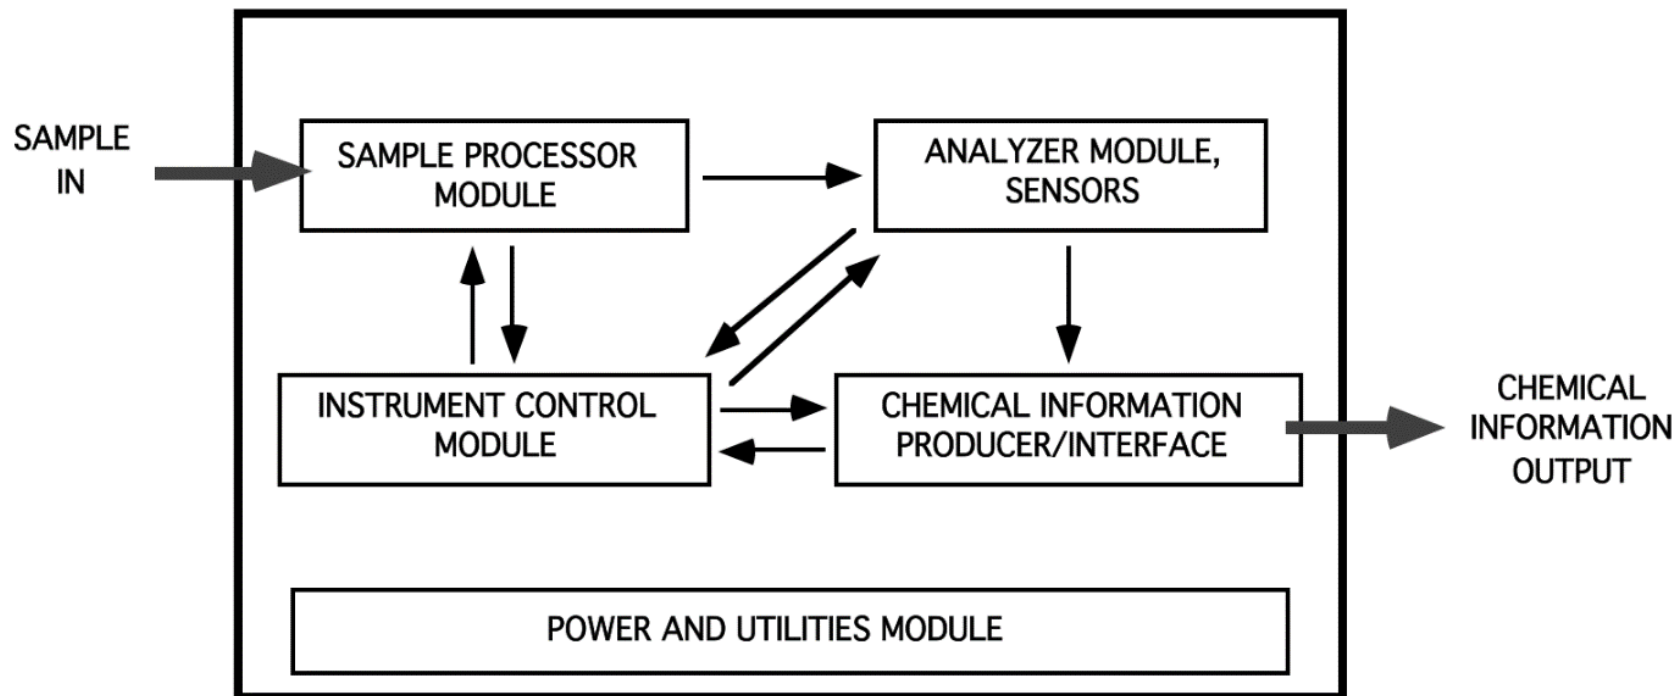 SAMPLE
IN
SAMPLE PROCESSOR
MODULE
ANALYZER MODULE,
SENSORS
INSTRUMENT CONTROL
MODULE
CHEMICAL INFORMATION
PRODUCER/INTERFACE
CHEMICAL
INFORMATION
OUTPUT
POWER AND UTILITIES MODULE